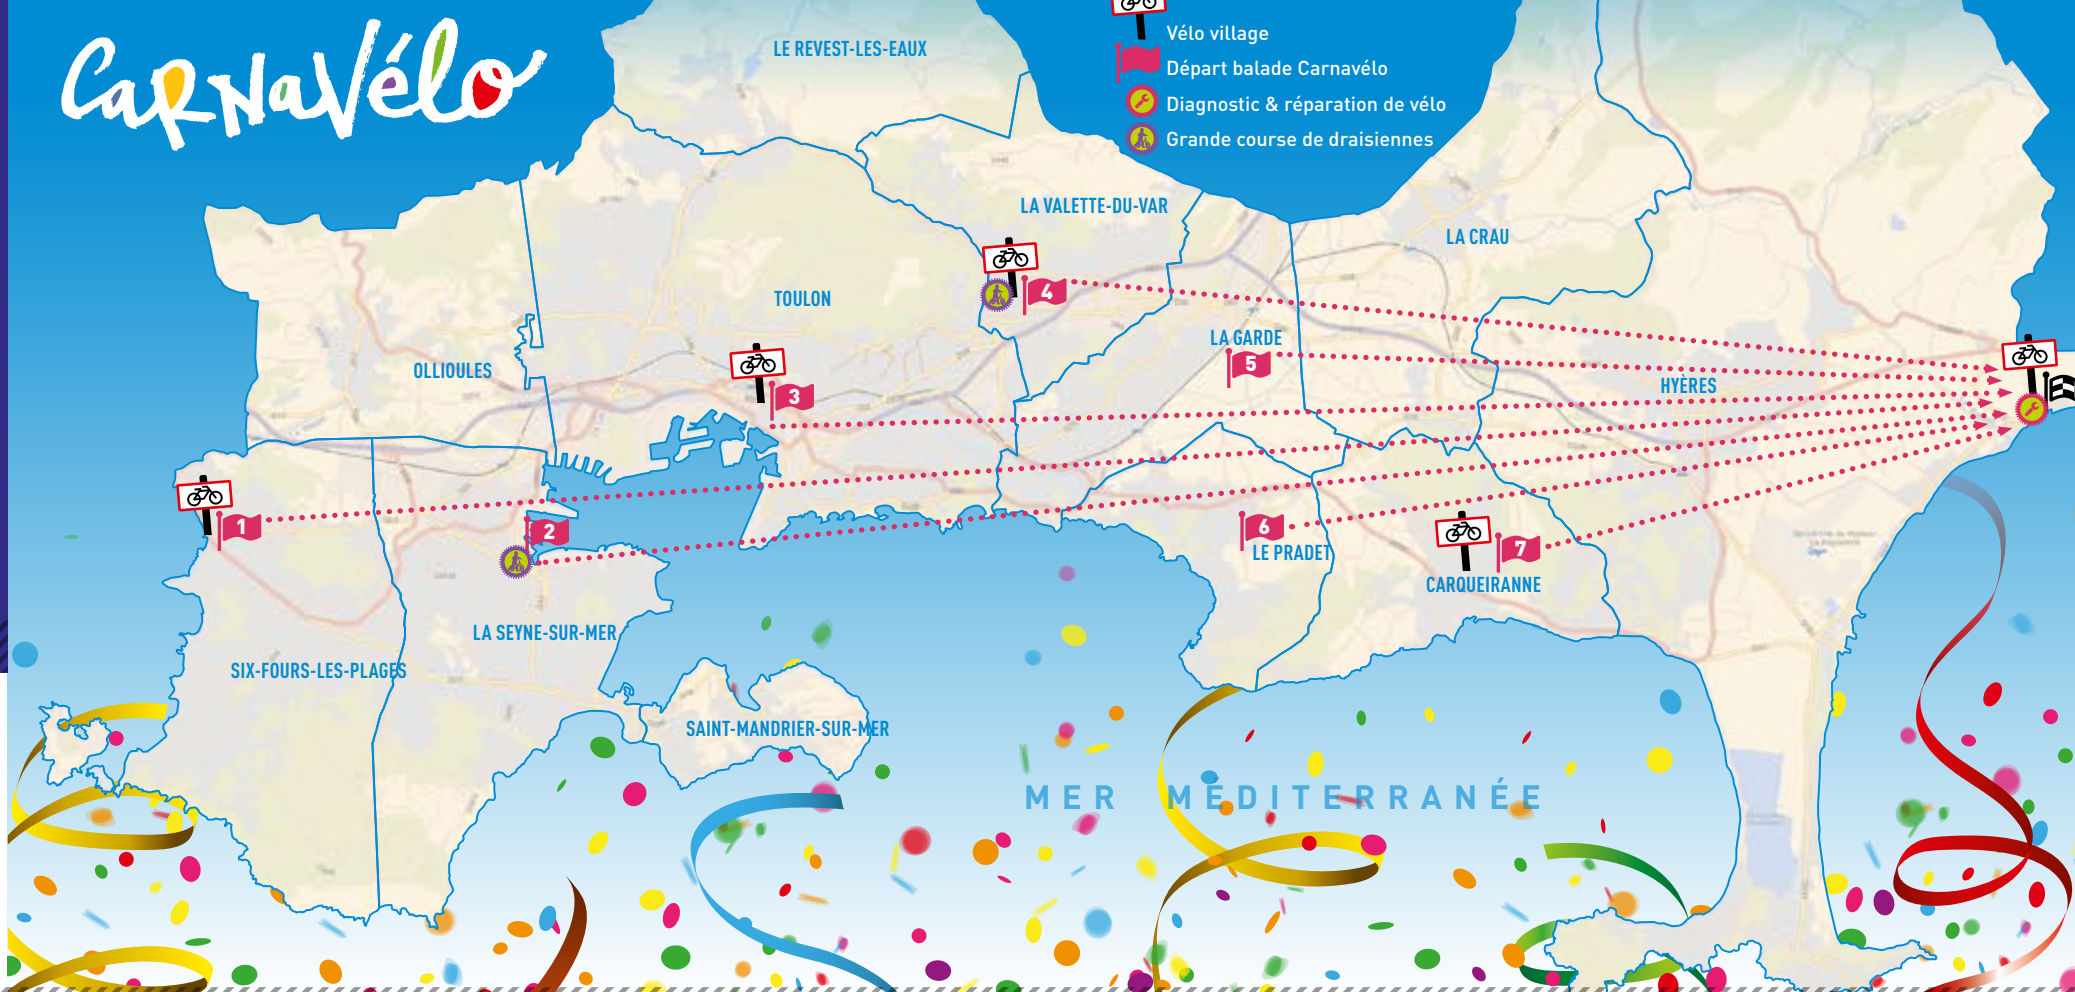 CaRNaVélo
Vélo village
Départ balade Carnavélo
Diagnostic & réparation de vélo
Grande course de draisiennes
LE REVEST-LES-EAUX
LA VALETTE-DU-VAR
LA CRAU
TOULON
4
LA GARDE
5
OLLIOULES
3
HYÈRES
1
2
6
LE PRADET
7
CARQUEIRANNE
LA SEYNE-SUR-MER
SIX-FOURS-LES-PLAGES
SAINT-MANDRIER-SUR-MER
MER MÉDITERRANÉE